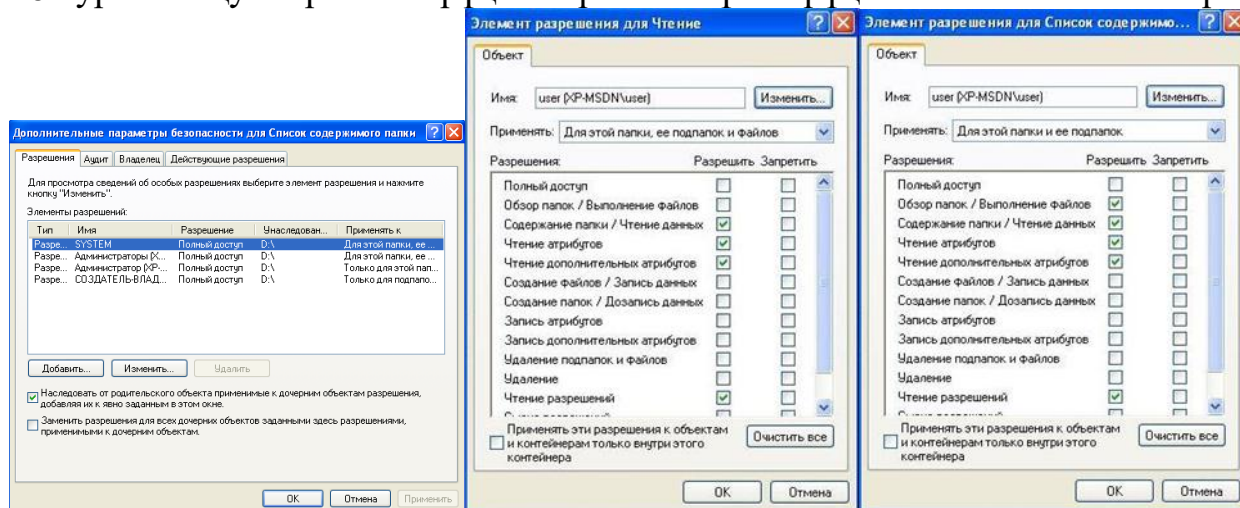 Дополнительные параметры безопасности для Список содержимого папки
Разрешения Аудит Владелец Действующие разрешения
Для просмотра сведений об особых разрешениях выберите элемент разрешения и нажмите
кнопку "Изменить".
Элементы разрешений:
Тип Имя Разрешение Унаследован... Применять к
Разре... SYSTEM Полный доступ D:\ Для этой папки, ее ...
Разре... Администраторы (X... Полный доступ D:\ Для этой папки, ее ...
Разре... Администратор (XP-... Полный доступ D:\ Только для этой пап...
Разре... СОЗДАТЕЛЬ-ВЛАД... Полный доступ D:\ Только для подпапо...
Добавить... Изменить... Удалить
Наследовать от родительского объекта применимые к дочерним объектам разрешения,
добавляя их к явно заданным в этом окне.
Заменить разрешения для всех дочерних объектов заданными здесь разрешениями,
применимыми к дочерним объектам.
OK Отмена Применить
Элемент разрешения для Чтение
Объект
Имя: user (XP-MSDN\user) Изменить...
Применять: Для этой папки, ее подпапок и файлов
Разрешения: Разрешить Запретить
Полный доступ
Обзор папок / Выполнение файлов
Содержание папки / Чтение данных
Чтение атрибутов
Чтение дополнительных атрибутов
Создание файлов / Запись данных
Создание папок / Дозапись данных
Запись атрибутов
Запись дополнительных атрибутов
Удаление подпапок и файлов
Удаление
Чтение разрешений
Применять эти разрешения к объектам
и контейнерам только внутри этого
контейнера
Очистить все
OK Отмена
Элемент разрешения для Список содержимо...
Объект
Имя: user (XP-MSDN\user) Изменить...
Применять: Для этой папки и ее подпапок
Разрешения: Разрешить Запретить
Полный доступ
Обзор папок / Выполнение файлов
Содержание папки / Чтение данных
Чтение атрибутов
Чтение дополнительных атрибутов
Создание файлов / Запись данных
Создание папок / Дозапись данных
Запись атрибутов
Запись дополнительных атрибутов
Удаление подпапок и файлов
Удаление
Чтение разрешений
Применять эти разрешения к объектам
и контейнерам только внутри этого
контейнера
Очистить все
OK Отмена